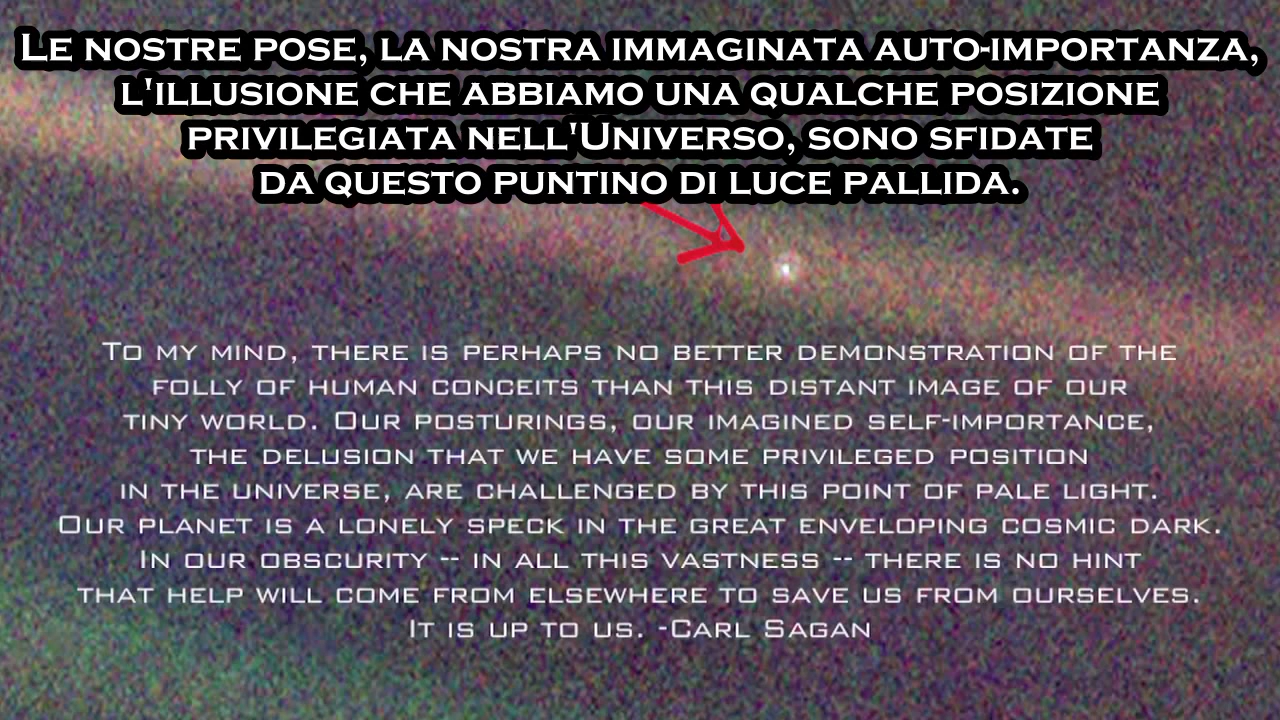 Le nostre pose, la nostra immaginata auto-importanza,
l'illusione che abbiamo una qualche posizione
privilegiata nell'Universo, sono sfidate
da questo puntino di luce pallida.
To my mind, there is perhaps no better demonstration of the
folly of human conceits than this distant image of our
tiny world. Our posturings, our imagined self-importance,
the delusion that we have some privileged position
in the universe, are challenged by this point of pale light.
Our planet is a lonely speck in the great enveloping cosmic dark.
In our obscurity -- in all this vastness -- there is no hint
that help will come from elsewhere to save us from ourselves.
It is up to us. -Carl Sagan